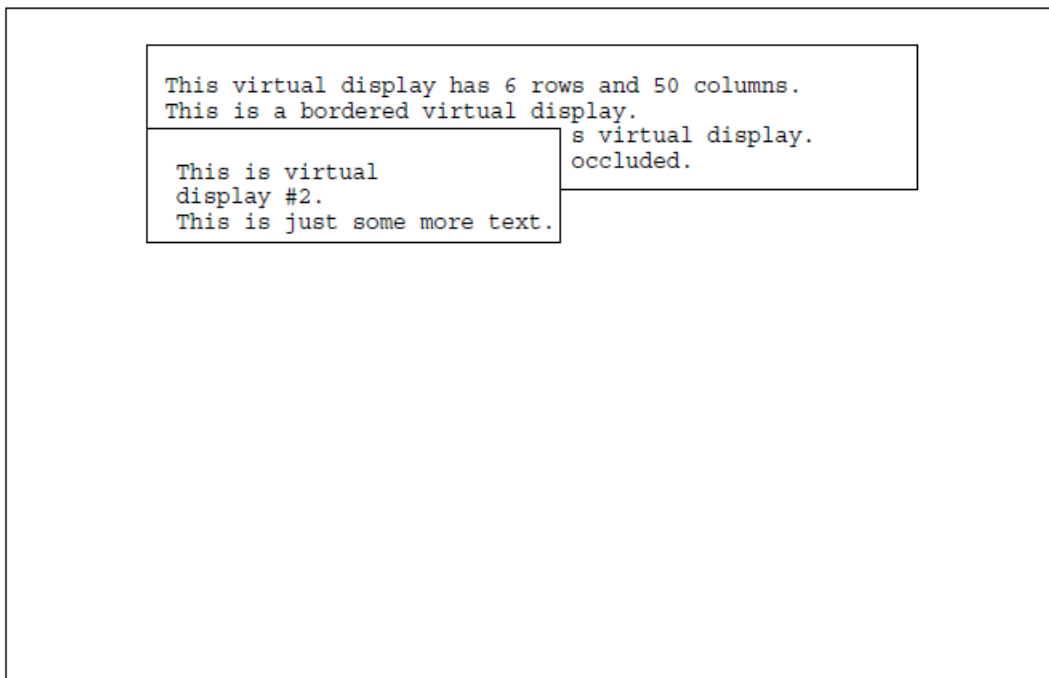 This virtual display has 6 rows and 50 columns.
This is a bordered virtual display.
s virtual display.
occluded.
This is virtual
display #2.
This is just some more text.